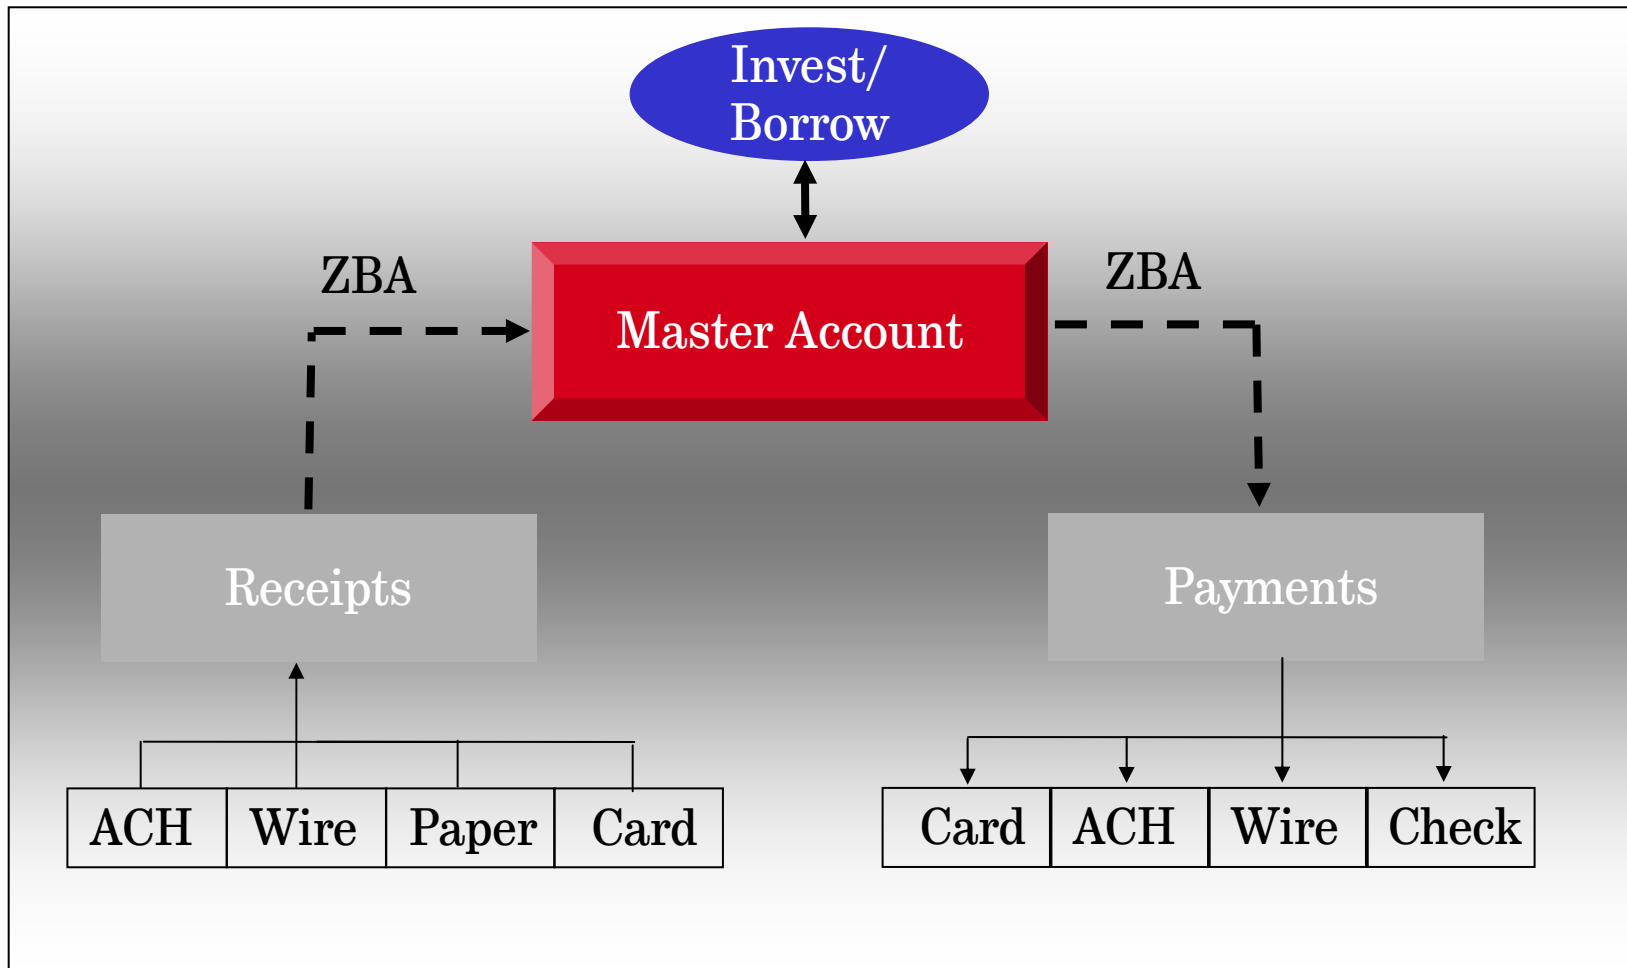 Invest/
Borrow
ZBA
ZBA
Master Account
Receipts
Payments
ACH
Wire
Paper
Card
Card
ACH
Wire
Check